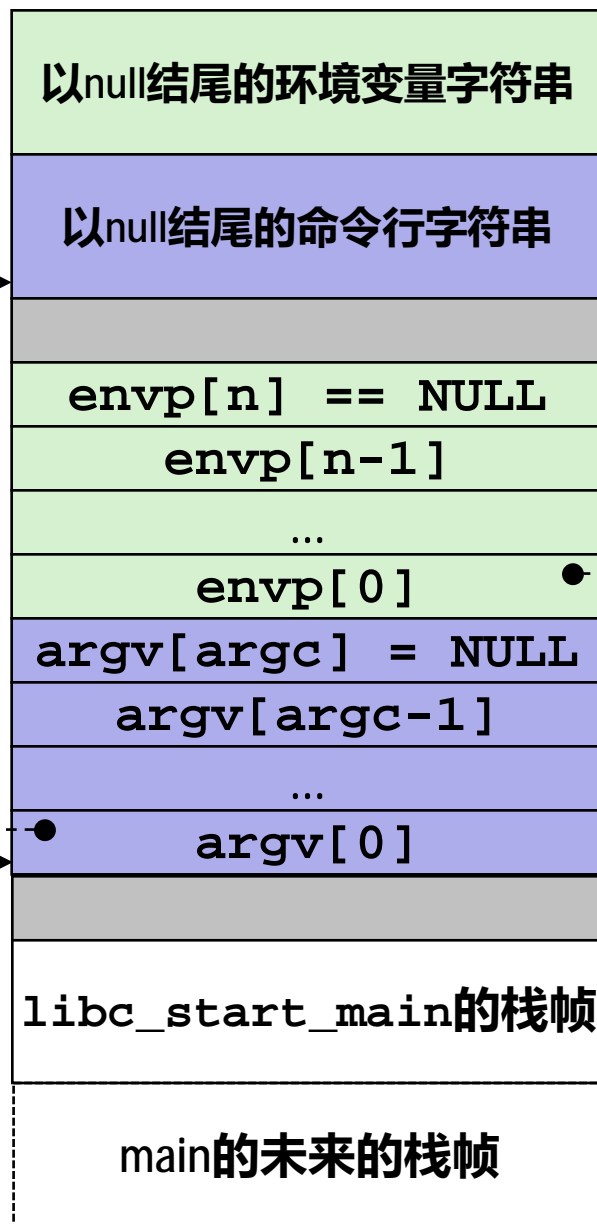 以null结尾的环境变量字符串
以null结尾的命令行字符串
envp[n] == NULL
envp[n-1]
…
envp[0]
argv[argc] = NULL
argv[argc-1]
…
argv[0]
libc_start_main的栈帧
main的未来的栈帧